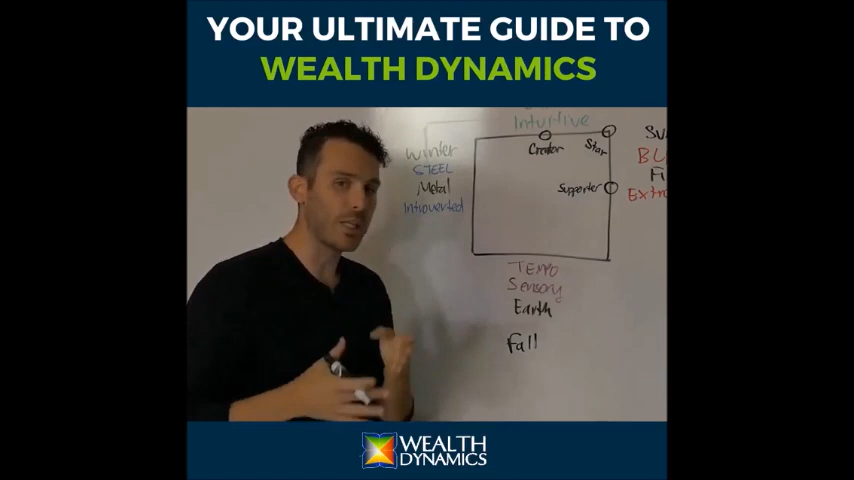 YOUR ULTIMATE GUIDE TO
WEALTH DYNAMICS
Intuitive
Creator
Star
Winter
STEEL
Metal
Introverted
Supporter
TEMPO
Sensory
Earth
Fall
WEALTH
DYNAMICS